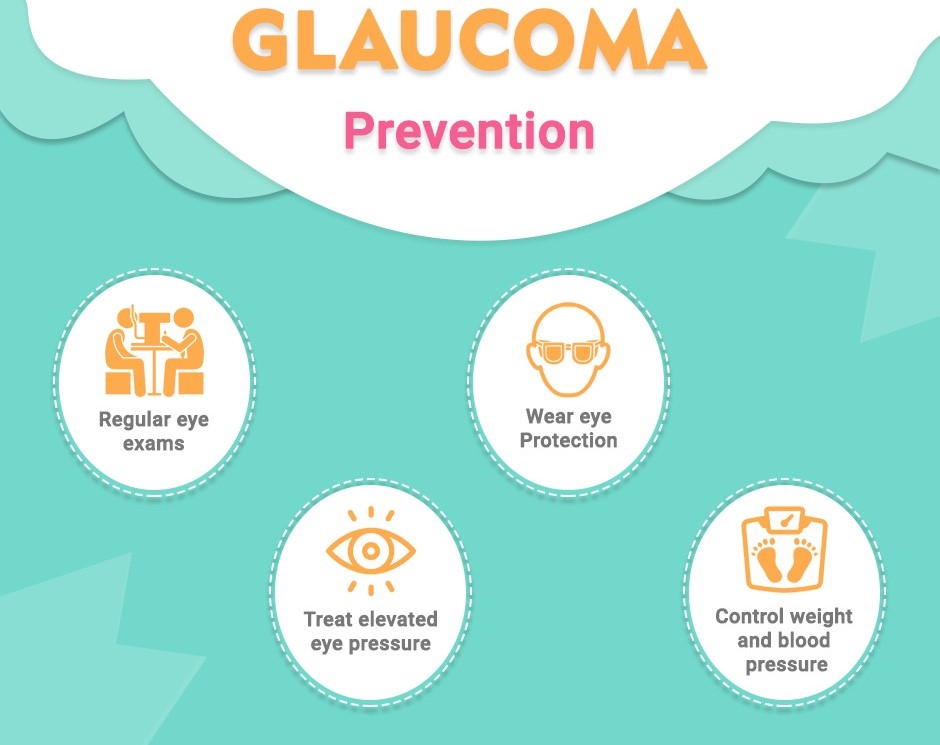 GLAUCOMA
Prevention
Regular eye
exams
Wear eye
Protection
Treat elevated
eye pressure
Control weight
and blood
pressure